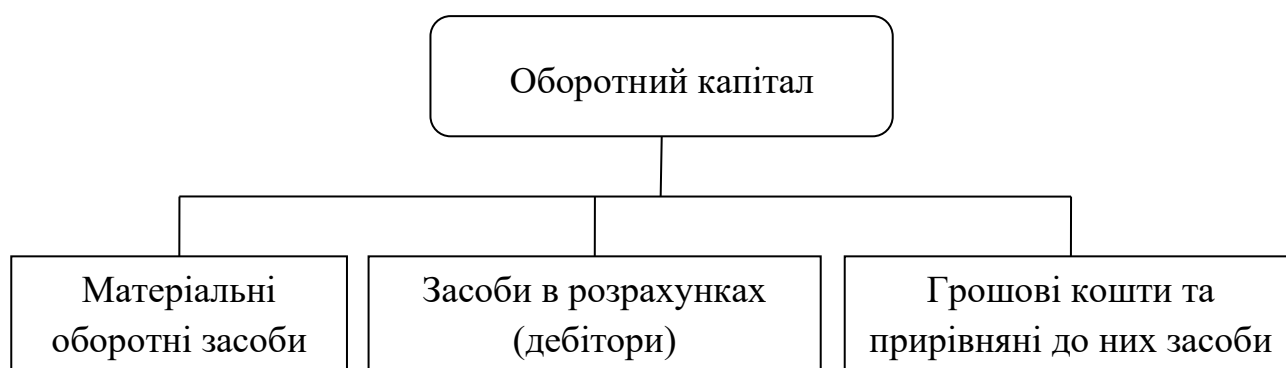 Оборотний капітал
Матеріальні
оборотні засоби
Засоби в розрахунках
(дебітори)
Грошові кошти та
прирівняні до них засоби